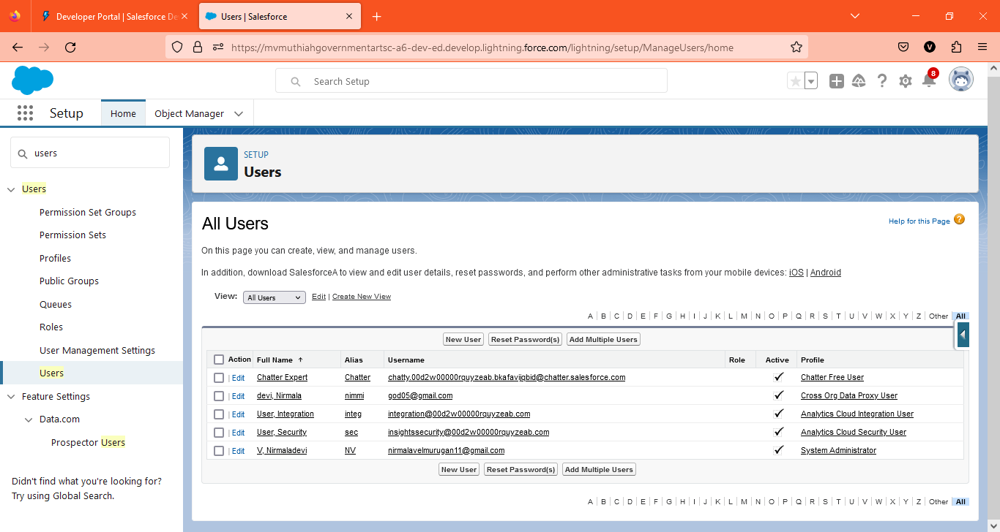 Developer Portal | Salesforce De
Users | Salesforce
https://mvmuthiahgovernmentartsc-a6-dev-ed.develop.lightning.force.com/lightning/setup/ManageUsers/home
V
Search Setup
8
Setup
Home
Object Manager
users
Users
Permission Set Groups
Permission Sets
Profiles
Public Groups
Queues
Roles
User Management Settings
Users
Feature Settings
Data.com
Prospector Users
Didn't find what you're looking for?
Try using Global Search.
SETUP
Users
All Users
Help for this Page ?
On this page you can create, view, and manage users.
In addition, download SalesforceA to view and edit user details, reset passwords, and perform other administrative tasks from your mobile devices: iOS | Android
View: All Users Edit | Create New View
A | B | C | D | E | F | G | H | I | J | K | L | M | N | O | P | Q | R | S | T | U | V | W | X | Y | Z | Other | All
New User Reset Password(s) Add Multiple Users
Action Full Name ↑ Alias Username Role Active Profile
| Edit Chatter Expert Chatter chatty.00d2w00000rquyzeab.bkafavijqbid@chatter.salesforce.com ✓ Chatter Free User
| Edit devi, Nirmala nimmi god05@gmail.com ✓ Cross Org Data Proxy User
| Edit User, Integration integ integration@00d2w00000rquyzeab.com ✓ Analytics Cloud Integration User
| Edit User, Security sec insightssecurity@00d2w00000rquyzeab.com ✓ Analytics Cloud Security User
| Edit V, Nirmaladevi NV nirmalavelmurugan11@gmail.com ✓ System Administrator
New User Reset Password(s) Add Multiple Users
A | B | C | D | E | F | G | H | I | J | K | L | M | N | O | P | Q | R | S | T | U | V | W | X | Y | Z | Other | All